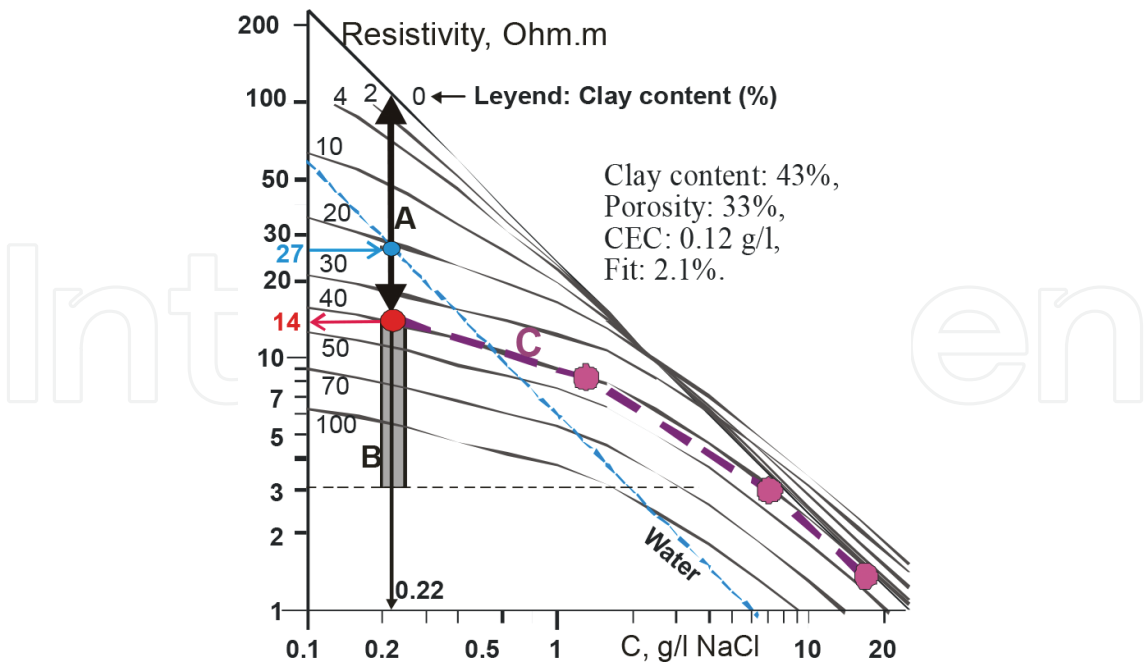 Resistivity, Ohm.m
200
100
50
30
27
20
14
10
7
5
3
2
1
4
2
0
Leyend: Clay content (%)
10
20
30
40
50
70
100
A
B
C
Clay content: 43%,
Porosity: 33%,
CEC: 0.12 g/l,
Fit: 2.1%.
Water
0.22
0.1
0.2
0.5
1
C, g/l NaCl
10
20
Int
en